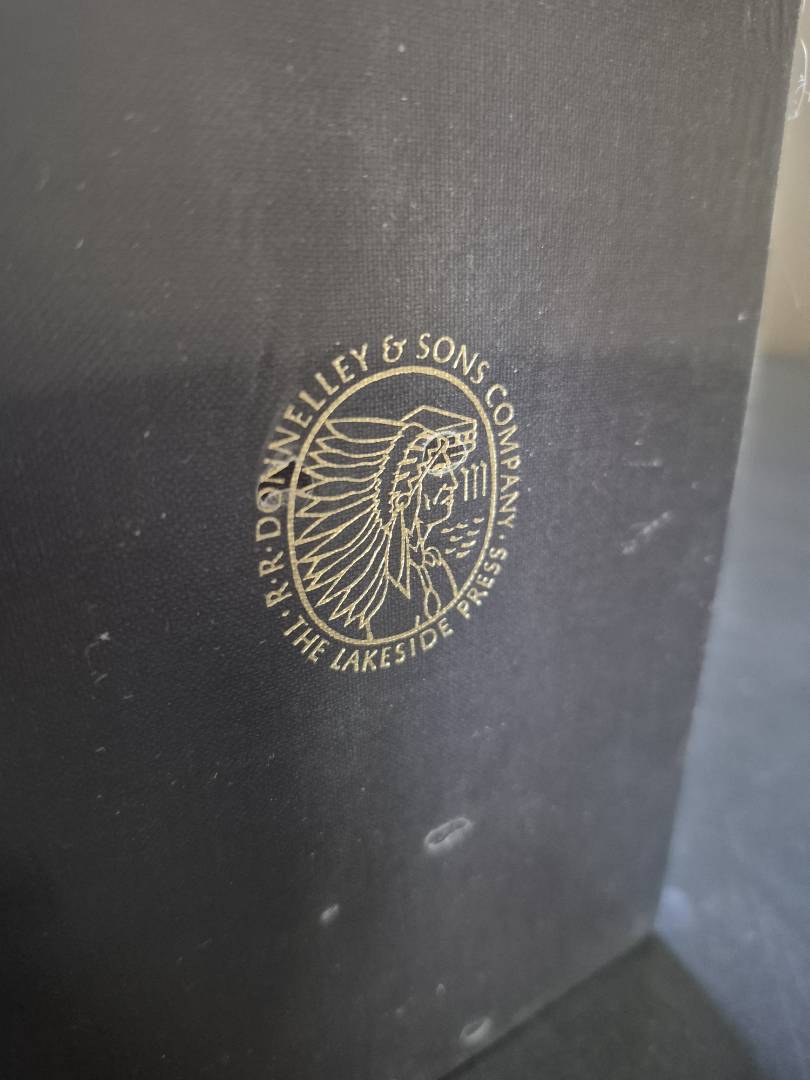 R·R·DONNELLEY & SONS COMPANY·
THE LAKESIDE PRESS·